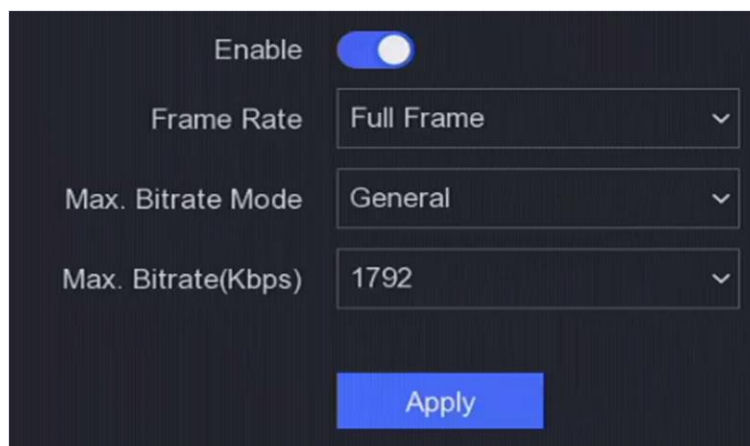 Enable
Frame Rate Full Frame
Max. Bitrate Mode General
Max. Bitrate(Kbps) 1792
Apply